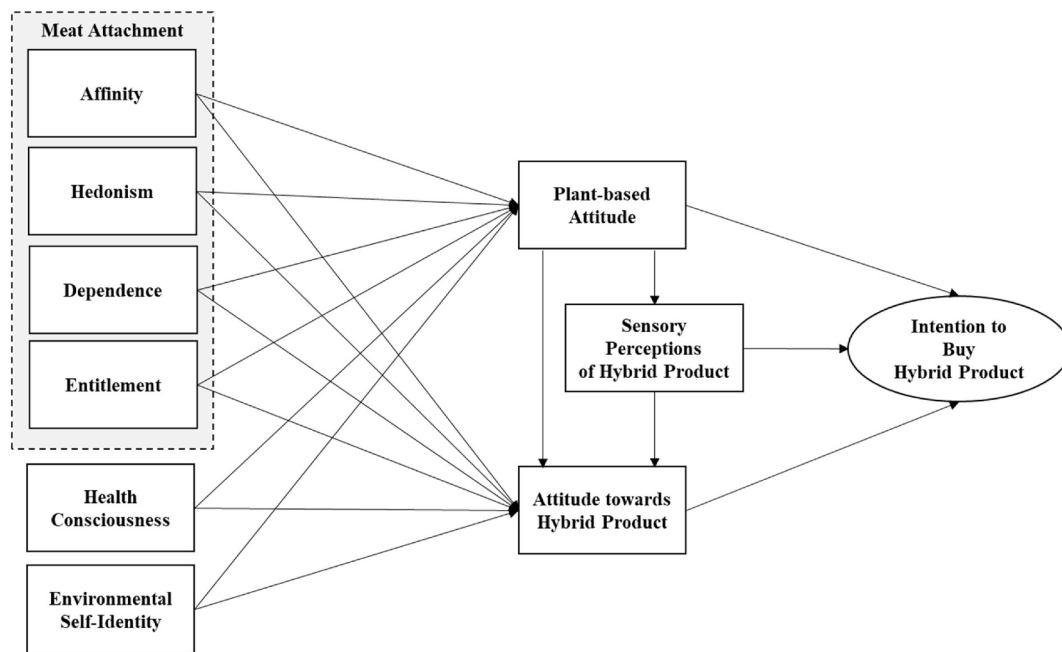 Meat Attachment
Affinity
Hedonism
Dependence
Entitlement
Health
Consciousness
Environmental
Self-Identity
Plant-based
Attitude
Sensory
Perceptions
of Hybrid Product
Attitude towards
Hybrid Product
Intention to
Buy
Hybrid Product